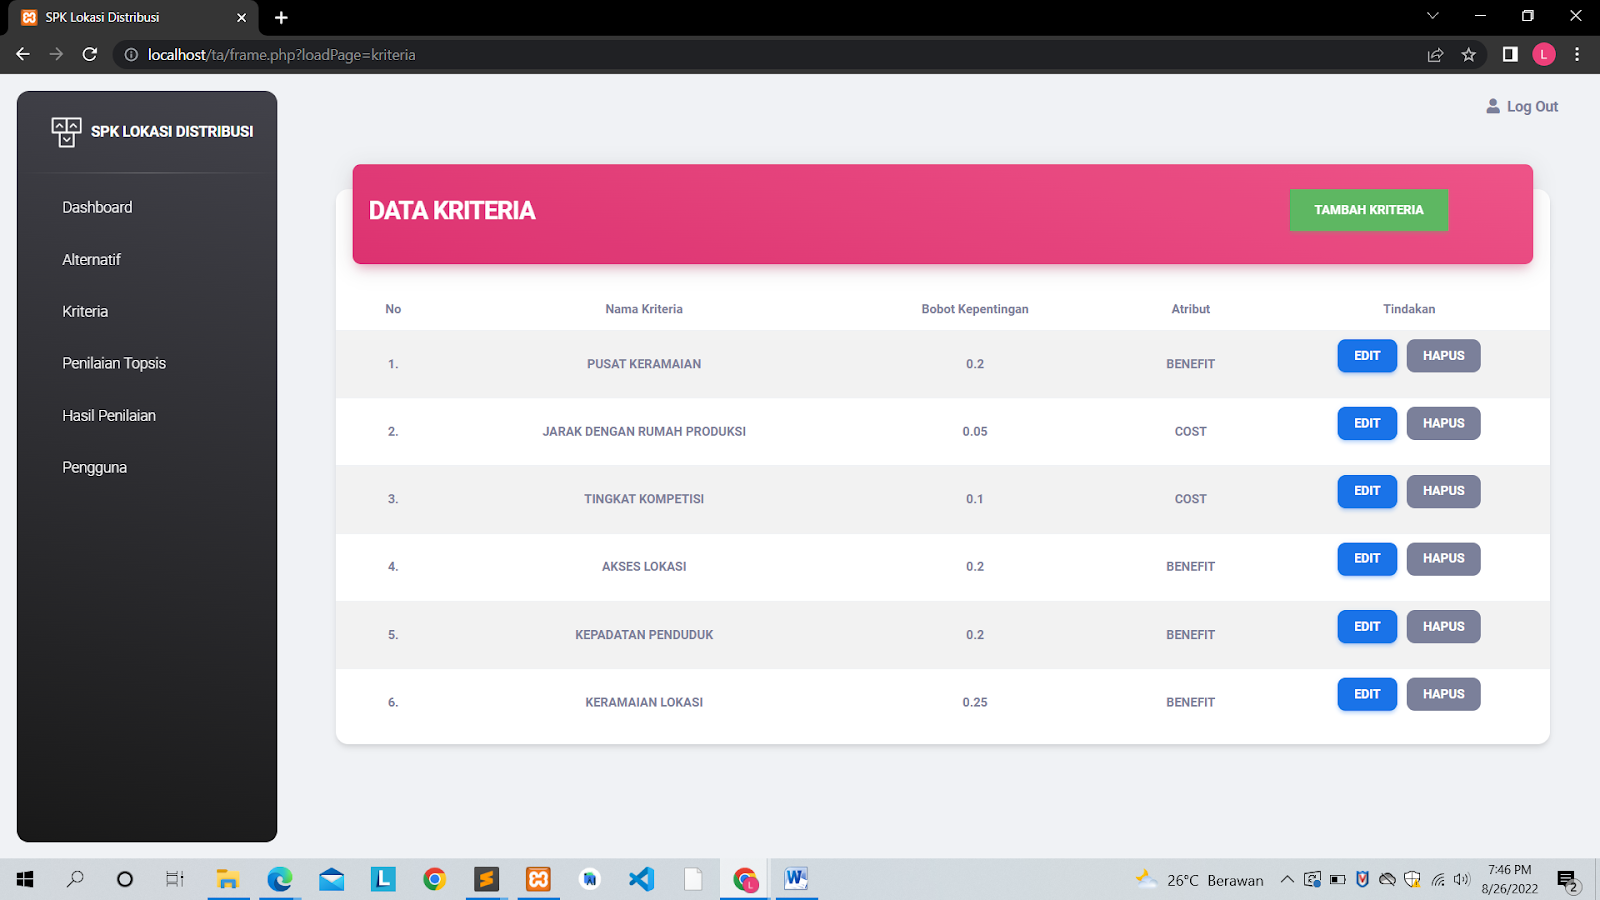 SPK Lokasi Distribusi
localhost/ta/frame.php?loadPage=kriteria
L
SPK LOKASI DISTRIBUSI
Log Out
Dashboard
Alternatif
Kriteria
Penilaian Topsis
Hasil Penilaian
Pengguna
DATA KRITERIA
TAMBAH KRITERIA
No Nama Kriteria Bobot Kepentingan Atribut Tindakan
1. PUSAT KERAMAIAN 0.2 BENEFIT EDIT HAPUS
2. JARAK DENGAN RUMAH PRODUKSI 0.05 COST EDIT HAPUS
3. TINGKAT KOMPETISI 0.1 COST EDIT HAPUS
4. AKSES LOKASI 0.2 BENEFIT EDIT HAPUS
5. KEPADATAN PENDUDUK 0.2 BENEFIT EDIT HAPUS
6. KERAMAIAN LOKASI 0.25 BENEFIT EDIT HAPUS
26°C Berawan
7:46 PM
8/26/2022
2